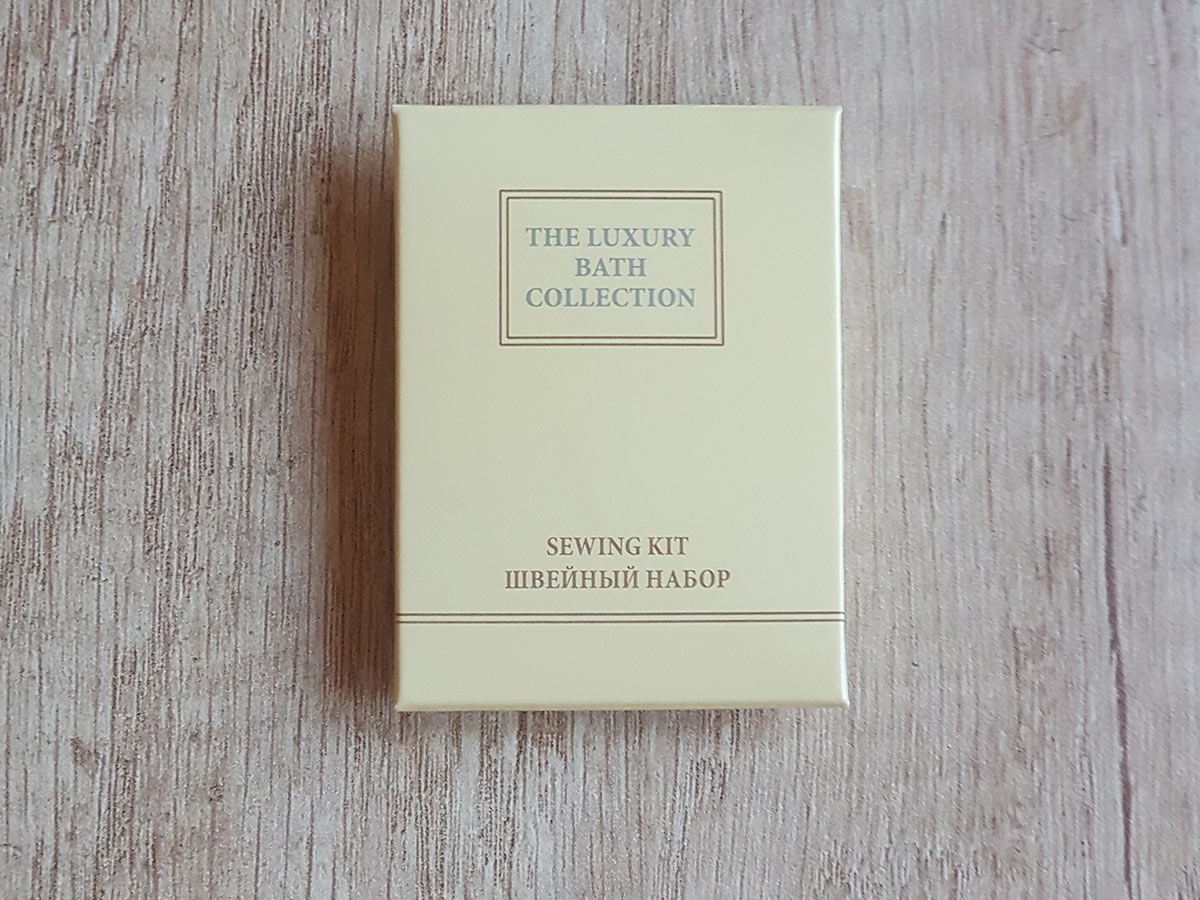 THE LUXURY
BATH
COLLECTION
SEWING KIT
ШВЕЙНЫЙ НАБОР